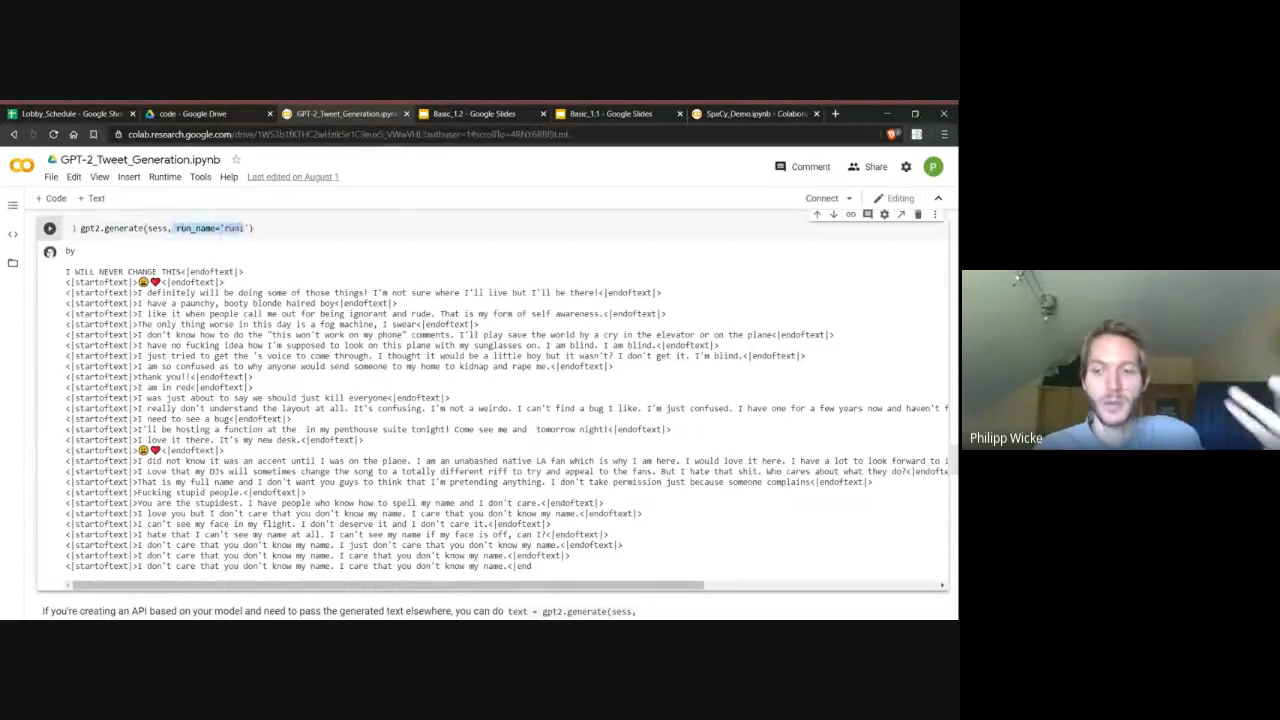 Lobby_Schedule - Google She
code - Google Drive
GPT-2_Tweet_Generation.ipynb
Basic_1.2 - Google Slides
Basic_1.1 - Google Slides
SpaCy_Demo.ipynb - Colabora
GPT-2_Tweet_Generation.ipynb
Comment
Share
P
File Edit View Insert Runtime Tools Help Last edited on August 1
+ Code + Text
Connect
Editing
1 gpt2.generate(sess, run_name='run1')
by
I WILL NEVER CHANGE THIS<|endoftext|>
<|startoftext|>😩❤<|endoftext|>
<|startoftext|>I definitely will be doing some of those things! I'm not sure where I'll live but I'll be there!<|endoftext|>
<|startoftext|>I have a paunchy, booty blonde haired boy<|endoftext|>
<|startoftext|>I like it when people call me out for being ignorant and rude. That is my form of self awareness.<|endoftext|>
<|startoftext|>The only thing worse in this day is a fog machine, I swear<|endoftext|>
<|startoftext|>I don't know how to do the "this won't work on my phone" comments. I'll play save the world by a cry in the elevator or on the plane<|endoftext|>
<|startoftext|>I have no fucking idea how I'm supposed to look on this plane with my sunglasses on. I am blind. I am blind.<|endoftext|>
<|startoftext|>I just tried to get the 's voice to come through. I thought it would be a little boy but it wasn't? I don't get it. I'm blind.<|endoftext|>
<|startoftext|>I am so confused as to why anyone would send someone to my home to kidnap and rape me.<|endoftext|>
<|startoftext|>thank you!!<|endoftext|>
<|startoftext|>I am in red<|endoftext|>
<|startoftext|>I was just about to say we should just kill everyone<|endoftext|>
<|startoftext|>I really don't understand the layout at all. It's confusing. I'm not a weirdo. I can't find a bug I like. I'm just confused. I have one for a few years now and haven't f
<|startoftext|>I need to see a bug<|endoftext|>
<|startoftext|>I'll be hosting a function at the in my penthouse suite tonight! Come see me and tomorrow night!<|endoftext|>
<|startoftext|>I love it there. It's my new desk.<|endoftext|>
<|startoftext|>😩❤<|endoftext|>
<|startoftext|>I did not know it was an accent until I was on the plane. I am an unabashed native LA fan which is why I am here. I would love it here. I have a lot to look forward to i
<|startoftext|>I Love that my DJs will sometimes change the song to a totally different riff to try and appeal to the fans. But I hate that shit. Who cares about what they do?<|endofte
<|startoftext|>That is my full name and I don't want you guys to think that I'm pretending anything. I don't take permission just because someone complains<|endoftext|>
<|startoftext|>Fucking stupid people.<|endoftext|>
<|startoftext|>You are the stupidest. I have people who know how to spell my name and I don't care.<|endoftext|>
<|startoftext|>I love you but I don't care that you don't know my name. I care that you don't know my name.<|endoftext|>
<|startoftext|>I can't see my face in my flight. I don't deserve it and I don't care it.<|endoftext|>
<|startoftext|>I hate that I can't see my name at all. I can't see my name if my face is off, can I?<|endoftext|>
<|startoftext|>I don't care that you don't know my name. I just don't care that you don't know my name.<|endoftext|>
<|startoftext|>I don't care that you don't know my name. I care that you don't know my name.<|endoftext|>
<|startoftext|>I don't care that you don't know my name. I care that you don't know my name.<|end
If you're creating an API based on your model and need to pass the generated text elsewhere, you can do text = gpt2.generate(sess,
Philipp Wicke